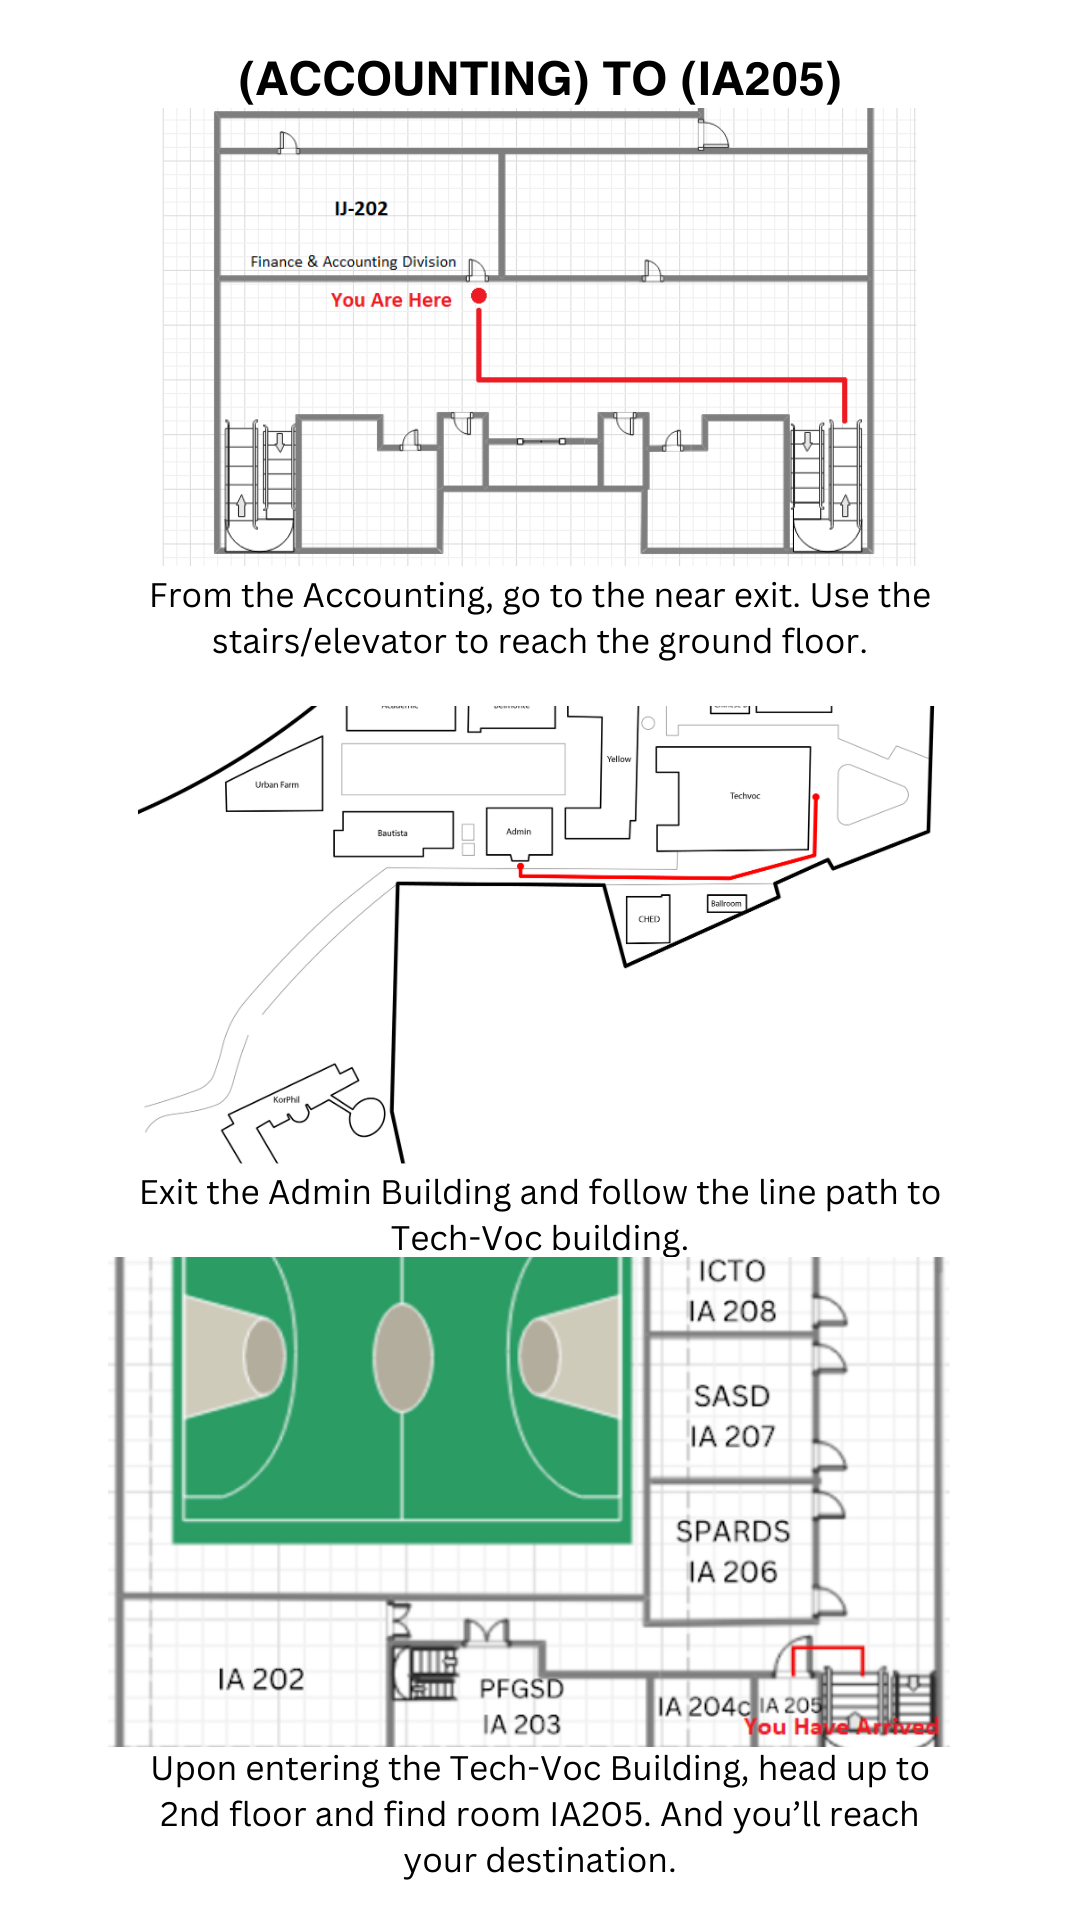 (ACCOUNTING) TO (IA205)
IJ-202
Finance & Accounting Division
You Are Here
From the Accounting, go to the near exit. Use the
stairs/elevator to reach the ground floor.
Academic
Belmonte
Yellow
Urban Farm
Techvoc
Bautista
Admin
CHED
Ballroom
KorPhil
Exit the Admin Building and follow the line path to
Tech-Voc building.
ICTO
IA 208
SASD
IA 207
SPARDS
IA 206
IA 202
PFGSD
IA 203
IA 204c
IA 205
You Have Arrived
Upon entering the Tech-Voc Building, head up to
2nd floor and find room IA205. And you’ll reach
your destination.